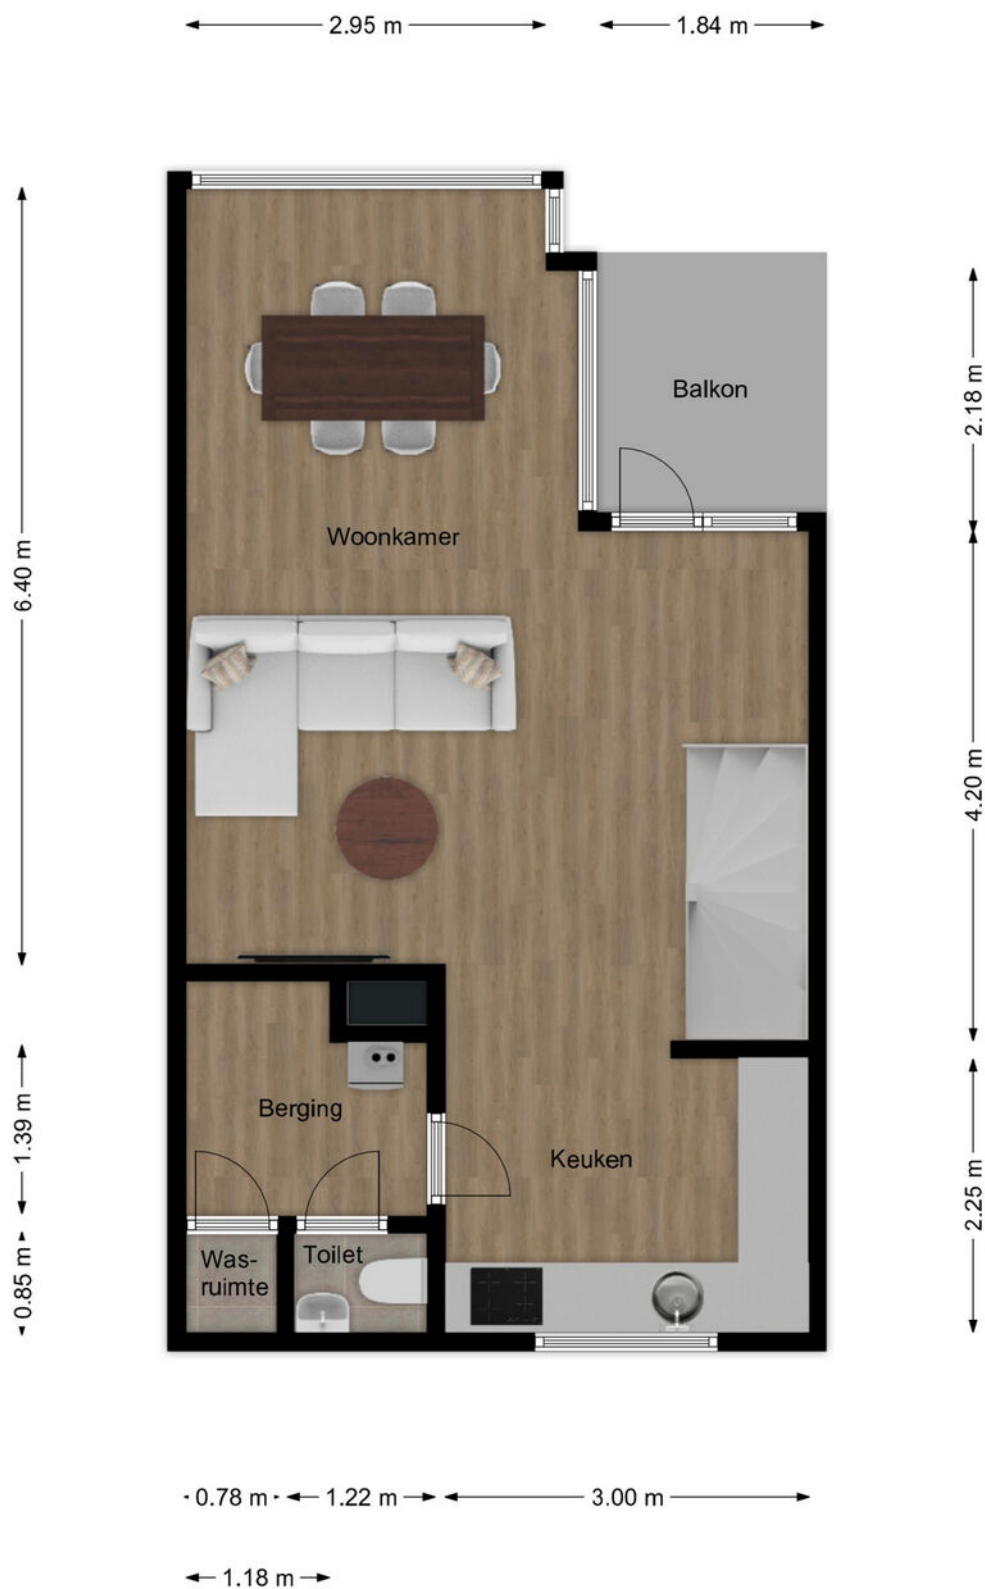 2.95 m
1.84 m
Balkon
2.18 m
Woonkamer
6.40 m
4.20 m
Berging
1.39 m
Keuken
2.25 m
Toilet
Was-
ruimte
0.85 m
0.78 m
1.22 m
3.00 m
1.18 m